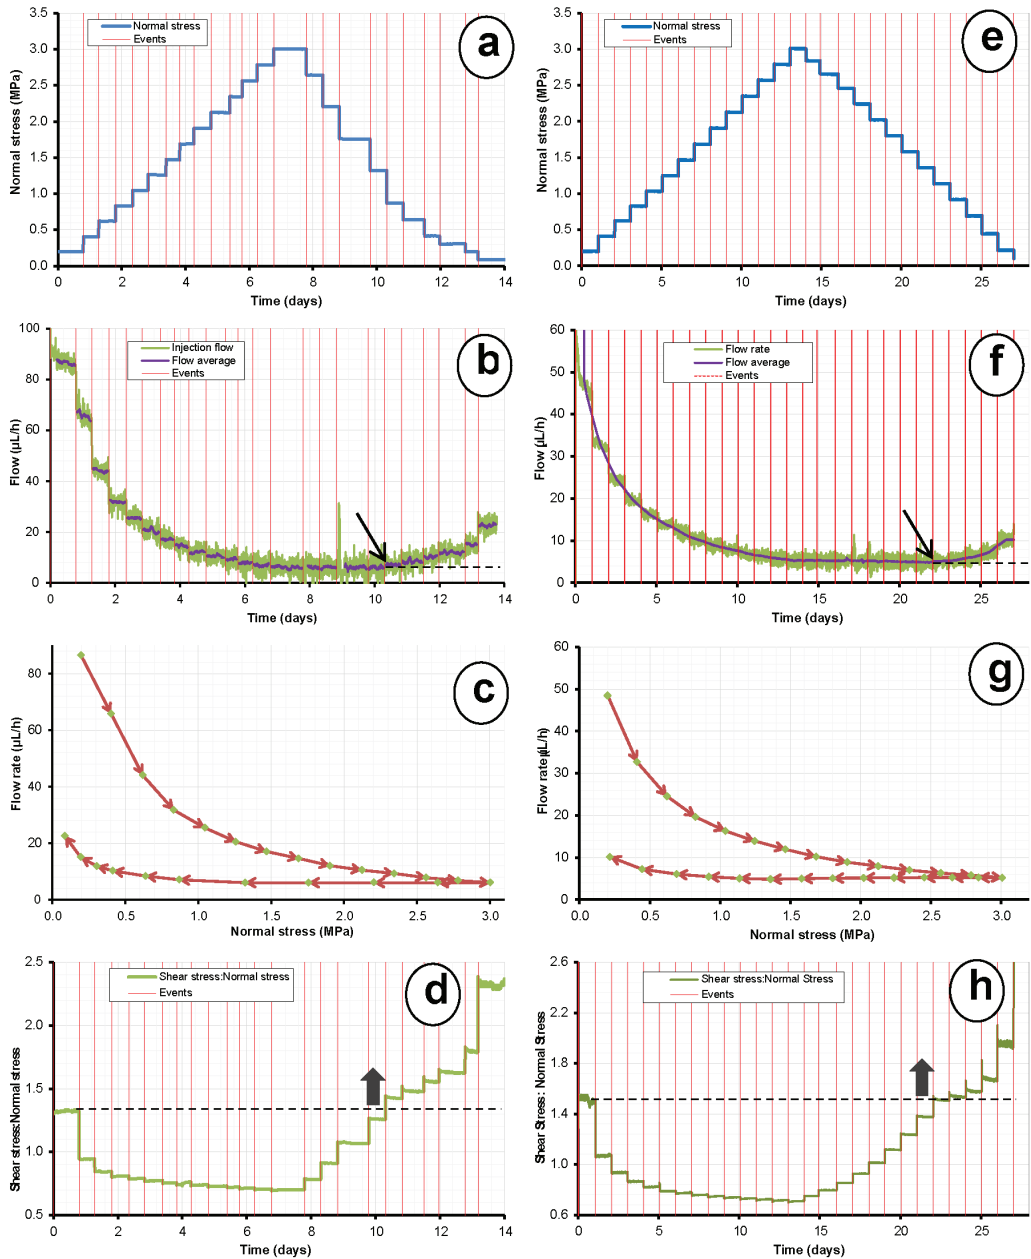 3.5
3.0
2.5
2.0
1.5
1.0
0.5
0.0
Normal stress (MPa)
Normal stress
Events
a
0 2 4 6 8 10 12 14
Time (days)
3.5
3.0
2.5
2.0
1.5
1.0
0.5
0.0
Normal stress (MPa)
Normal stress
Events
e
0 5 10 15 20 25
Time (days)
100
80
60
40
20
0
Flow (µL/h)
Injection flow
Flow average
Events
b
0 2 4 6 8 10 12 14
Time (days)
60
50
40
30
20
10
0
Flow (µL/h)
Flow rate
Flow average
Events
f
0 5 10 15 20 25
Time (days)
80
60
40
20
0
Flow rate (µL/h)
c
0.0 0.5 1.0 1.5 2.0 2.5 3.0
Normal stress (MPa)
60
50
40
30
20
10
0
Flow rate (µL/h)
g
0.0 0.5 1.0 1.5 2.0 2.5 3.0
Normal stress (MPa)
2.5
2.0
1.5
1.0
0.5
Shear stress:Normal stress
Shear stress:Normal stress
Events
d
0 2 4 6 8 10 12 14
Time (days)
2.6
2.2
1.8
1.4
1.0
0.6
Shear Stress : Normal Stress
Shear stress:Normal Stress
Events
h
0 5 10 15 20 25
Time (days)